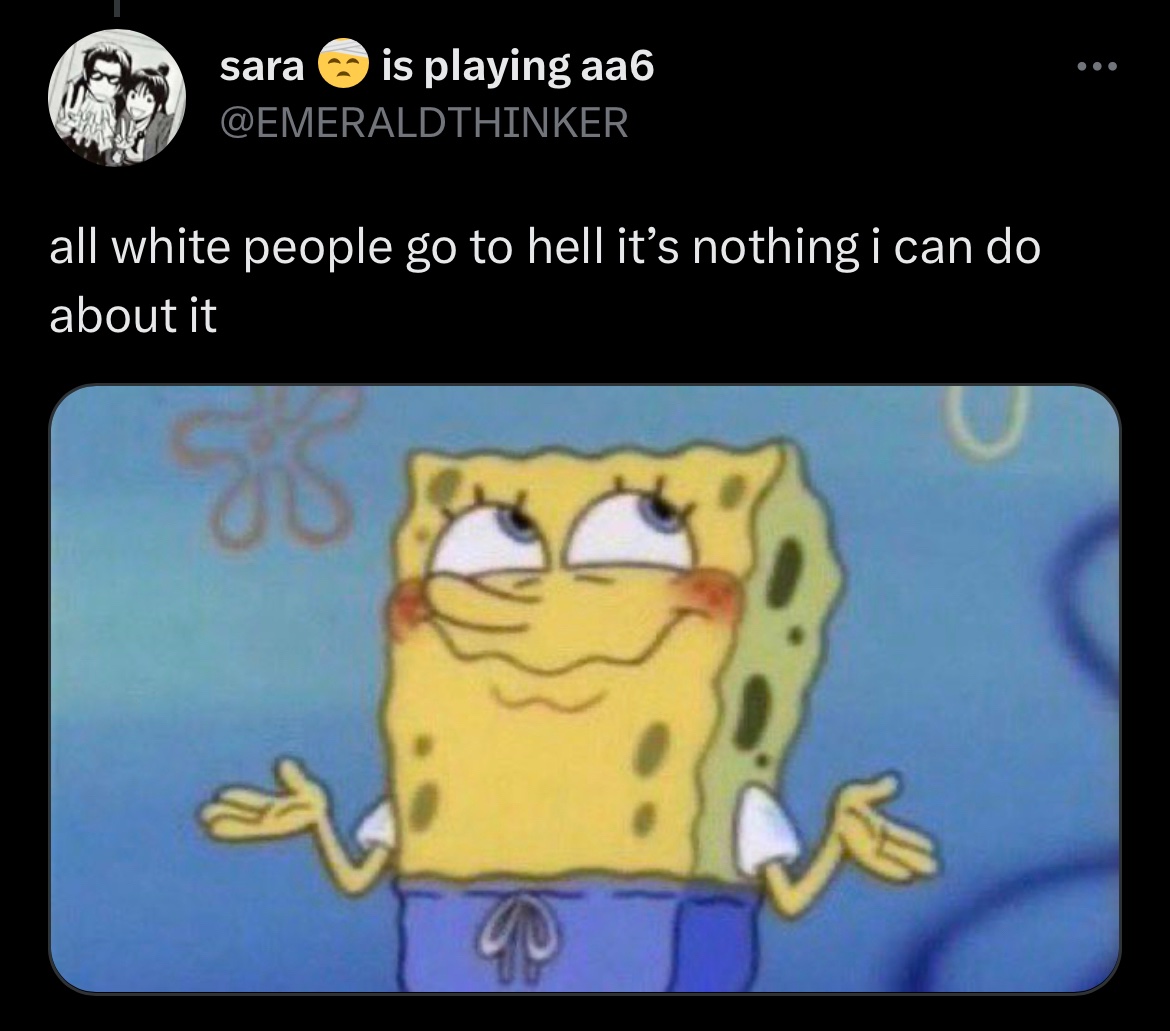 sara 🤕 is playing aa6
@EMERALDTHINKER
all white people go to hell it’s nothing i can do
about it